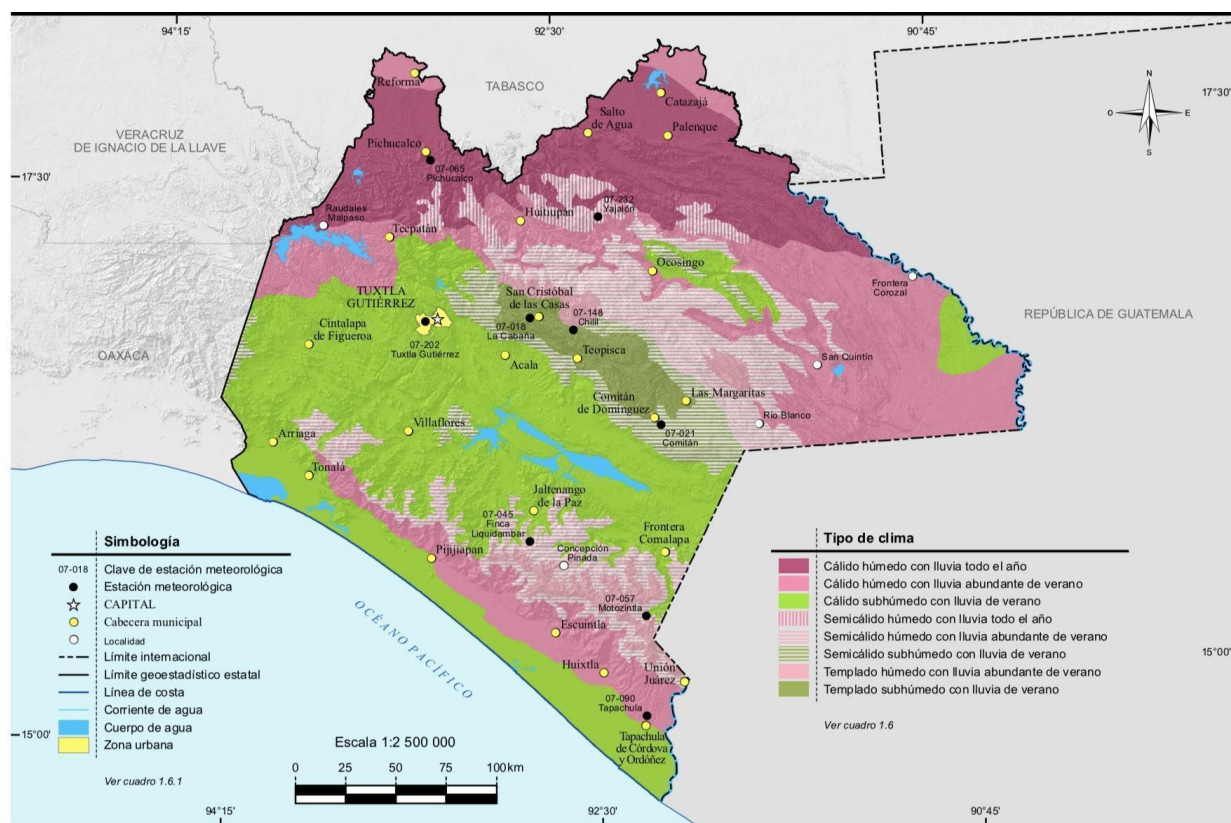 94°15'
92°30'
90°45'
17°30'
17°30'
15°00'
15°00'
94°15'
92°30'
90°45'
N
O
E
S
TABASCO
VERACRUZ
DE IGNACIO DE LA LLAVE
OAXACA
REPÚBLICA DE GUATEMALA
OCÉANO PACÍFICO
Reforma
Catazajá
Salto
de Agua
Palenque
Pichucalco
07-065
Pichucalco
07-232
Yajalón
Raudales
Malpaso
Huitiupán
Tecpatán
Ocosingo
Frontera
Corozal
TUXTLA
GUTIÉRREZ
San Cristóbal
de las Casas
07-148
Chilil
07-018
La Cabaña
07-202
Tuxtla Gutiérrez
Cintalapa
de Figueroa
Acala
Teopisca
San Quintín
Comitán
de Domínguez
Las Margaritas
07-021
Comitán
Río Blanco
Arriaga
Villaflores
Tonalá
Jaltenango
de la Paz
07-045
Finca
Liquidambar
Frontera
Comalapa
Concepción
Pinada
Pijijiapan
07-057
Motozintla
Escuintla
Huixtla
Unión
Juárez
07-090
Tapachula
Tapachula
de Córdova
y Ordóñez
Simbología
07-018 Clave de estación meteorológica
Estación meteorológica
CAPITAL
Cabecera municipal
Localidad
Límite internacional
Límite geoestadístico estatal
Línea de costa
Corriente de agua
Cuerpo de agua
Zona urbana
Ver cuadro 1.6.1
Escala 1:2 500 000
0 25 50 75 100 km
Tipo de clima
Cálido húmedo con lluvia todo el año
Cálido húmedo con lluvia abundante de verano
Cálido subhúmedo con lluvia de verano
Semicálido húmedo con lluvia todo el año
Semicálido húmedo con lluvia abundante de verano
Semicálido subhúmedo con lluvia de verano
Templado húmedo con lluvia abundante de verano
Templado subhúmedo con lluvia de verano
Ver cuadro 1.6